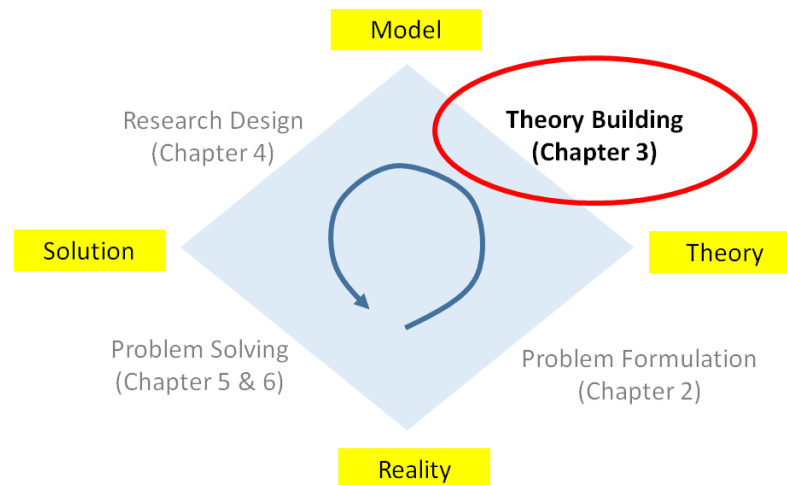 Model
Research Design
(Chapter 4)
Theory Building
(Chapter 3)
Solution
Theory
Problem Solving
(Chapter 5 & 6)
Problem Formulation
(Chapter 2)
Reality